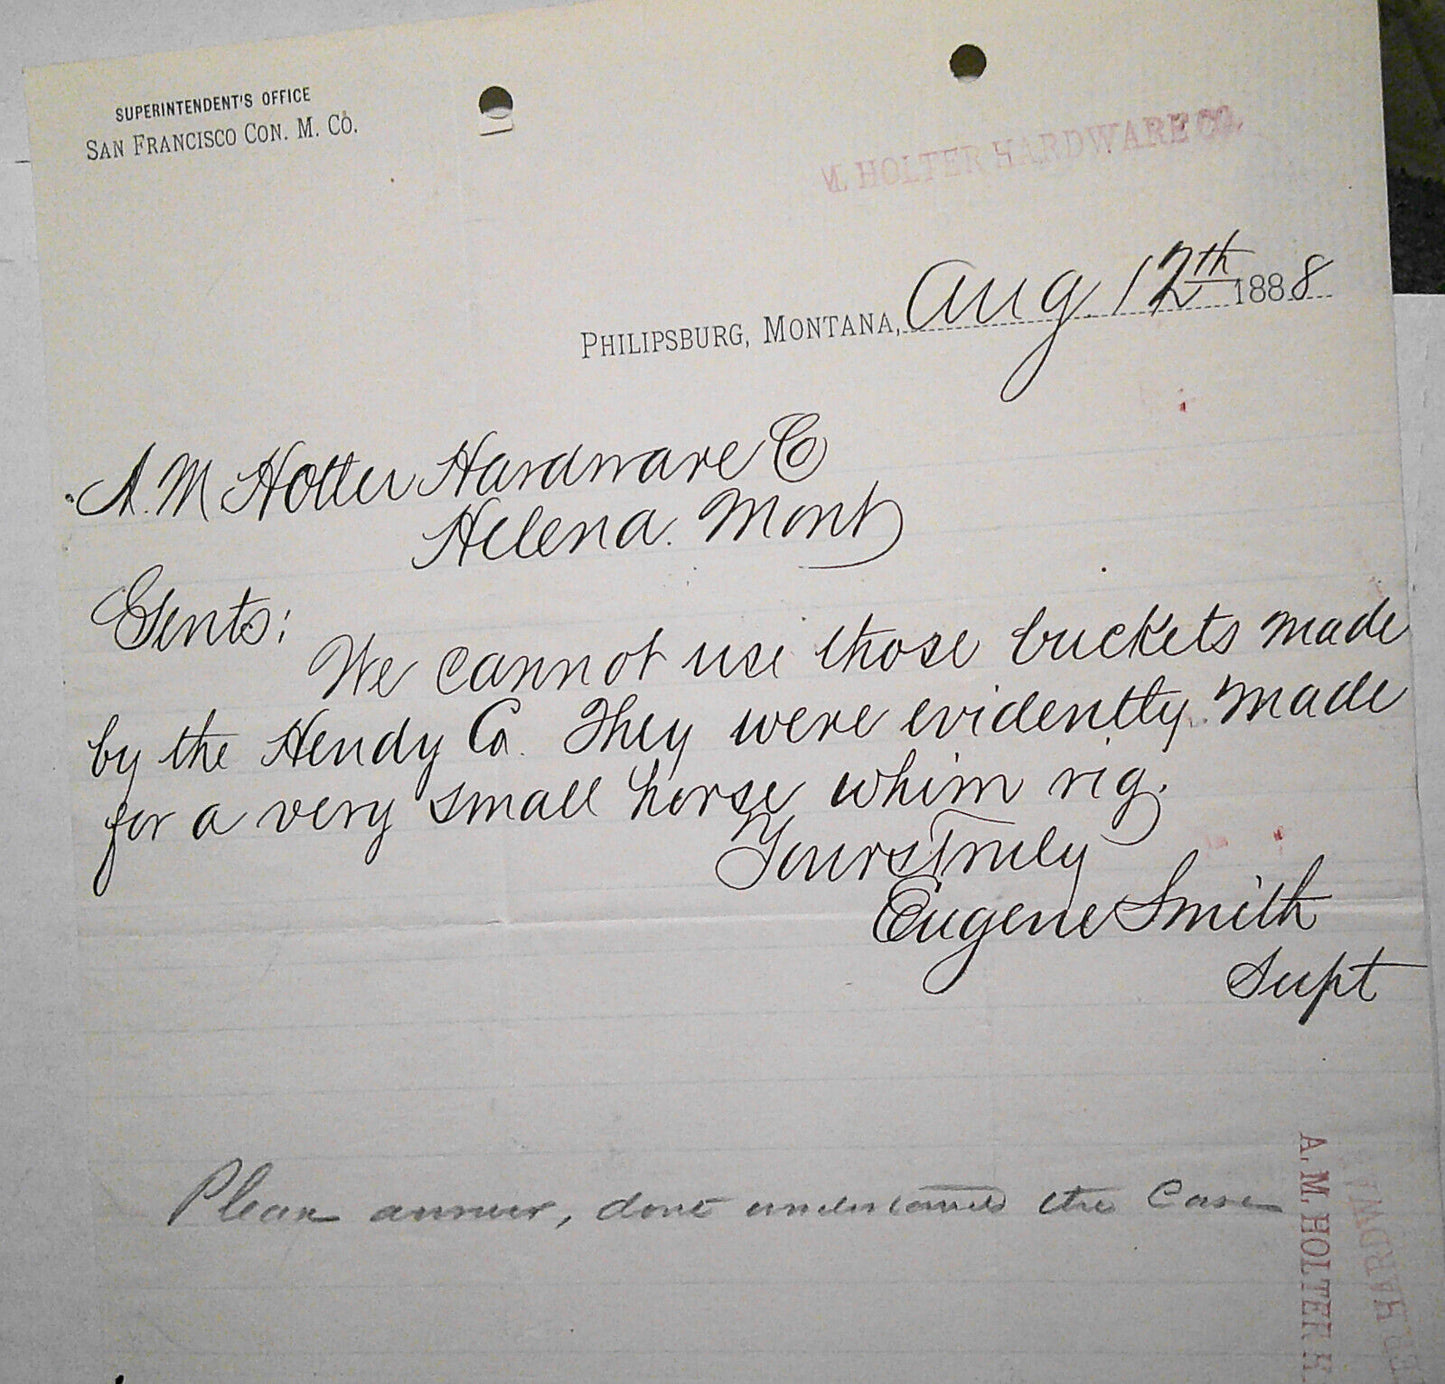 SUPERINTENDENT'S OFFICE
SAN FRANCISCO CON. M. CO.
M. HOLTER HARDWARE CO.
PHILIPSBURG, MONTANA, Aug. 12th 1888
A. M Holter Hardware Co
Helena. Mont
Gents:
We cannot use those buckets made
by the Hendy Co. They were evidently made
for a very small horse whim rig.
Yours Truly
Eugene Smith
Supt
Please answer, dont understand the Case
A. M. HOLTER H
HARDWA